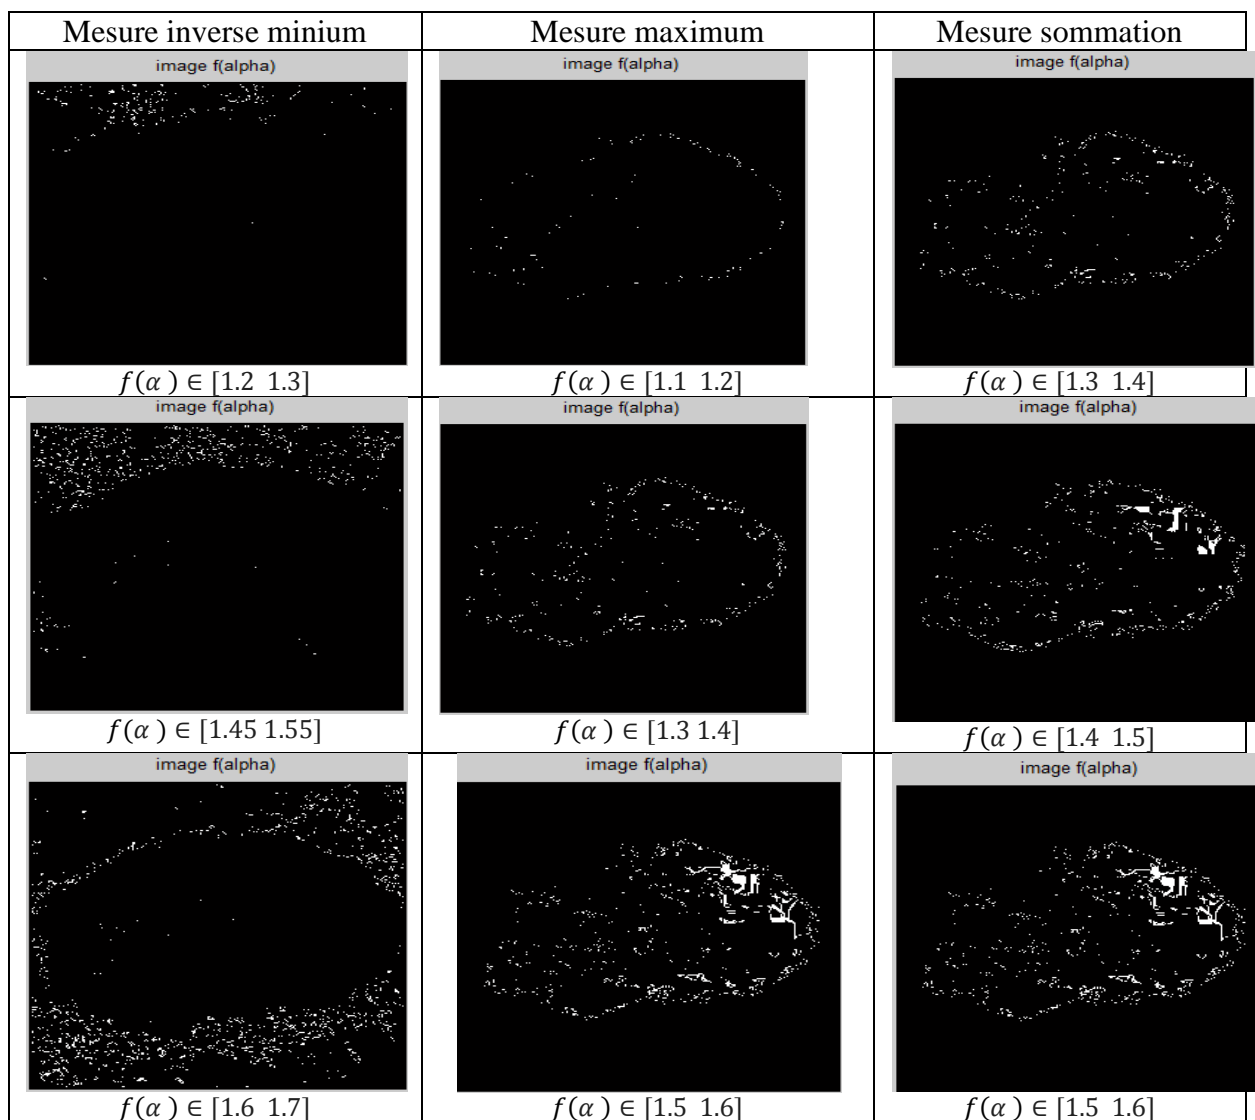 Mesure inverse minium
Mesure maximum
Mesure sommation
image f(alpha)
image f(alpha)
image f(alpha)
f(α ) ∈ [1.2 1.3]
f(α ) ∈ [1.1 1.2]
f(α ) ∈ [1.3 1.4]
image f(alpha)
image f(alpha)
image f(alpha)
f(α ) ∈ [1.45 1.55]
f(α ) ∈ [1.3 1.4]
f(α ) ∈ [1.4 1.5]
image f(alpha)
image f(alpha)
image f(alpha)
f(α ) ∈ [1.6 1.7]
f(α ) ∈ [1.5 1.6]
f(α ) ∈ [1.5 1.6]